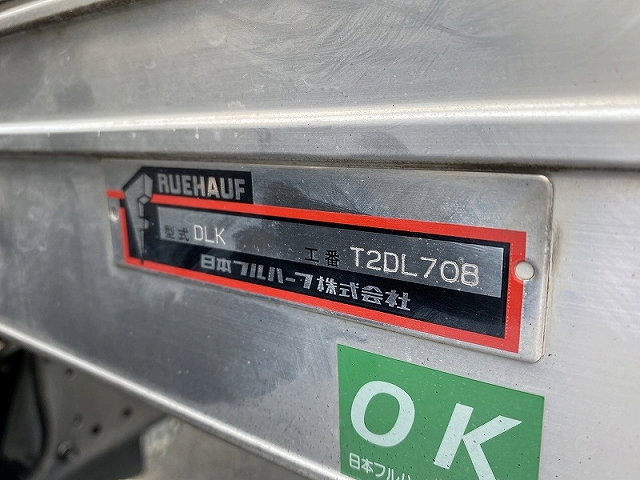 RUEHAUF
型式 DLK 工番 T2DL708
日本フルハーフ株式会社
OK
日本フルハ